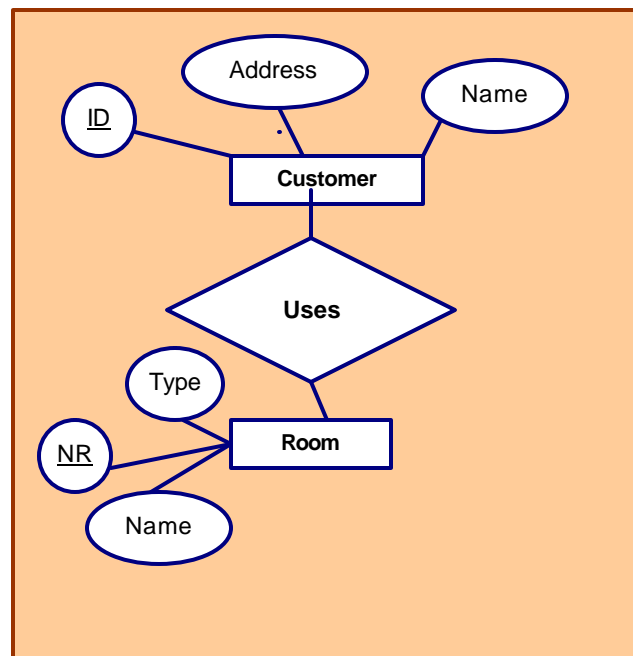 Address
Name
ID
Customer
Uses
Type
Room
NR
Name